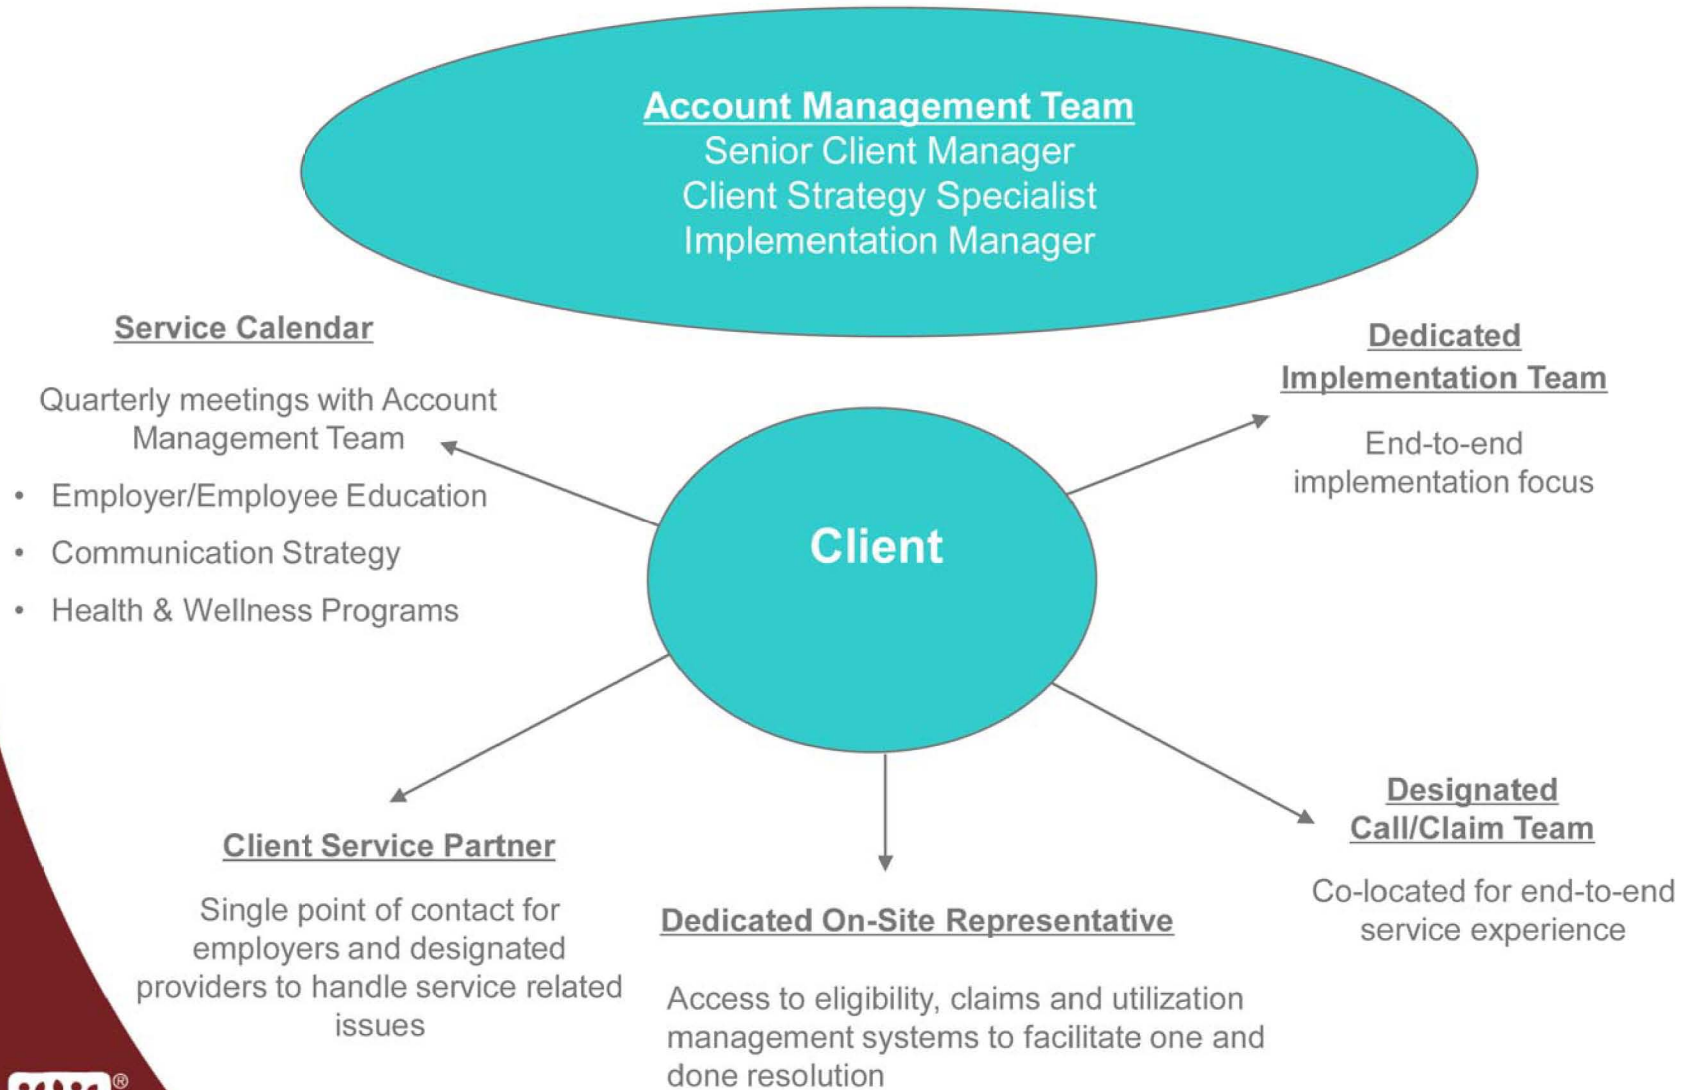 Account Management Team
Senior Client Manager
Client Strategy Specialist
Implementation Manager
Service Calendar
Quarterly meetings with Account
Management Team
• Employer/Employee Education
• Communication Strategy
• Health & Wellness Programs
Dedicated
Implementation Team
End-to-end
implementation focus
Client
Client Service Partner
Single point of contact for
employers and designated
providers to handle service related
issues
Dedicated On-Site Representative
Access to eligibility, claims and utilization
management systems to facilitate one and
done resolution
Designated
Call/Claim Team
Co-located for end-to-end
service experience
®